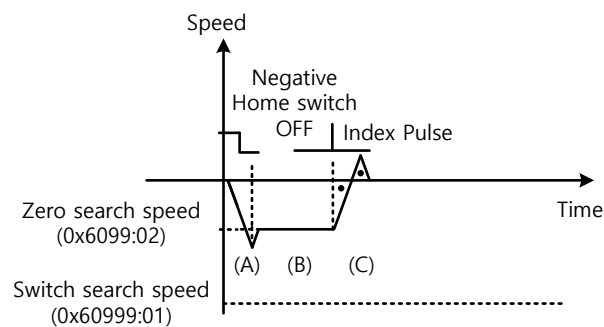 Speed
Negative
Home switch
OFF
Index Pulse
Time
Zero search speed
(0x6099:02)
(A)
(B)
(C)
Switch search speed
(0x60999:01)